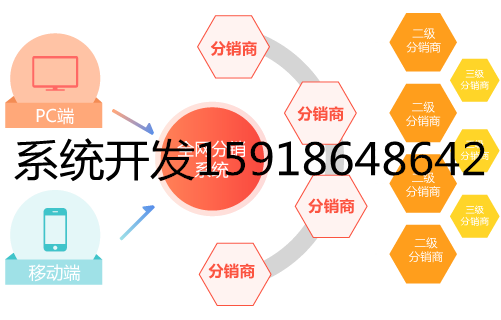 分销商
二级
分销商
三级
分销商
PC端
分销商
二级
分销商
全网分销
系统
系统开发15918648642
三级
分销商
二级
分销商
分销商
三级
分销商
移动端
分销商
二级
分销商